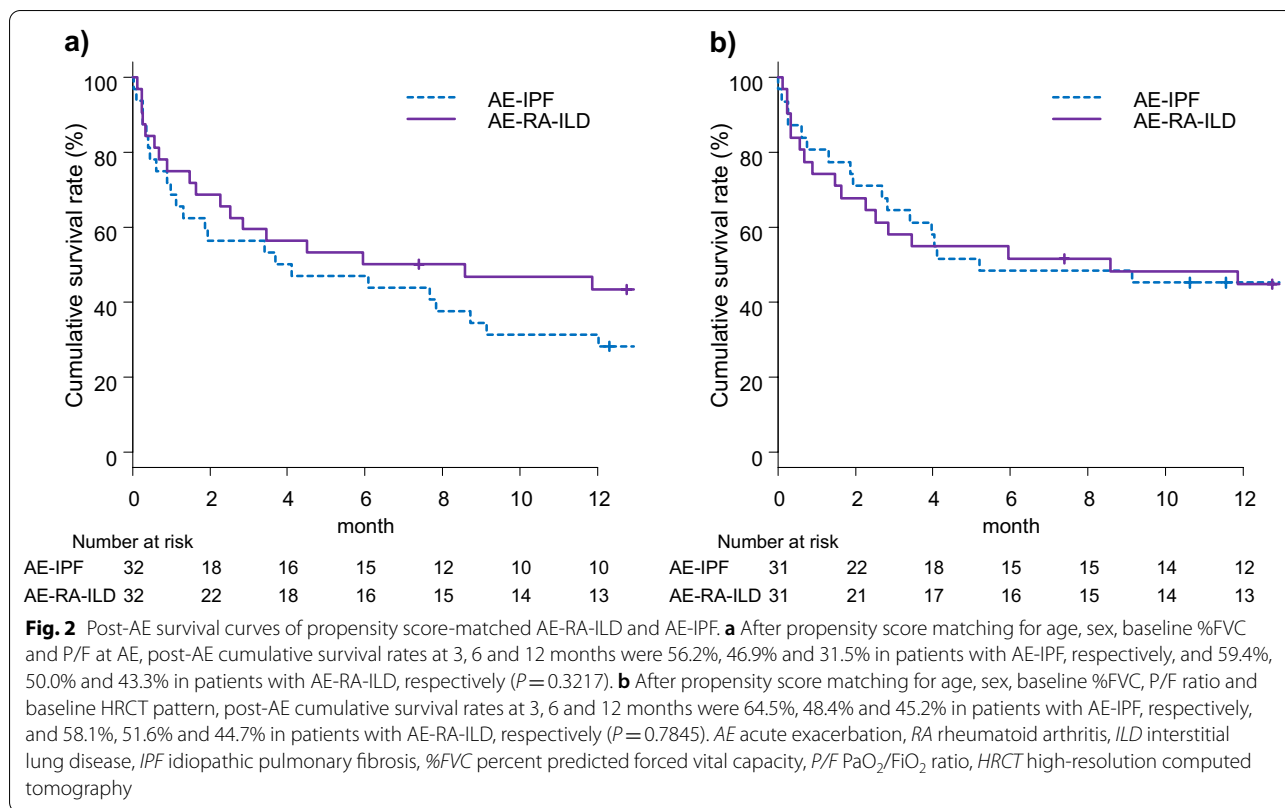 a)
100
80
60
40
20
0
Cumulative survival rate (%)
AE-IPF
AE-RA-ILD
0 2 4 6 8 10 12
month
Number at risk
AE-IPF 32 18 16 15 12 10 10
AE-RA-ILD 32 22 18 16 15 14 13
b)
100
80
60
40
20
0
Cumulative survival rate (%)
AE-IPF
AE-RA-ILD
0 2 4 6 8 10 12
month
Number at risk
AE-IPF 31 22 18 15 15 14 12
AE-RA-ILD 31 21 17 16 15 14 13
Fig. 2 Post-AE survival curves of propensity score-matched AE-RA-ILD and AE-IPF. a After propensity score matching for age, sex, baseline %FVC
and P/F at AE, post-AE cumulative survival rates at 3, 6 and 12 months were 56.2%, 46.9% and 31.5% in patients with AE-IPF, respectively, and 59.4%,
50.0% and 43.3% in patients with AE-RA-ILD, respectively (P = 0.3217). b After propensity score matching for age, sex, baseline %FVC, P/F ratio and
baseline HRCT pattern, post-AE cumulative survival rates at 3, 6 and 12 months were 64.5%, 48.4% and 45.2% in patients with AE-IPF, respectively,
and 58.1%, 51.6% and 44.7% in patients with AE-RA-ILD, respectively (P = 0.7845). AE acute exacerbation, RA rheumatoid arthritis, ILD interstitial
lung disease, IPF idiopathic pulmonary fibrosis, %FVC percent predicted forced vital capacity, P/F PaO₂/FiO₂ ratio, HRCT high-resolution computed
tomography